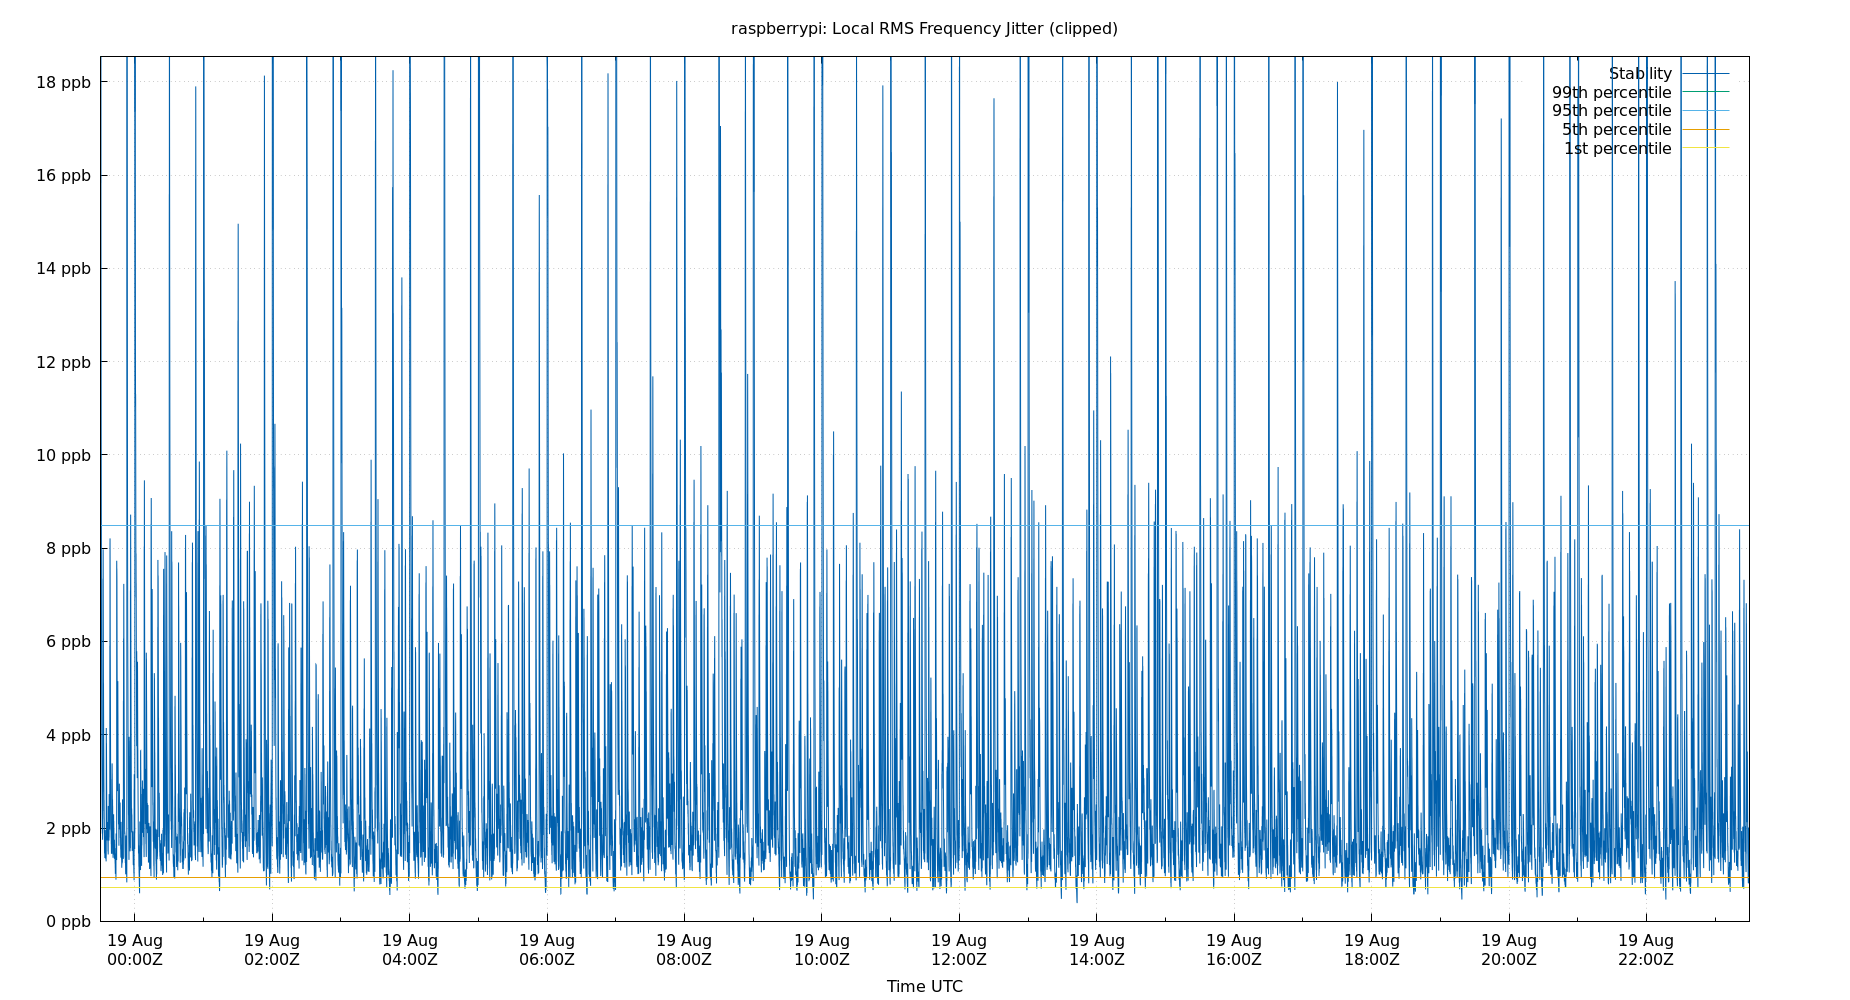 raspberrypi: Local RMS Frequency Jitter (clipped)
18 ppb
16 ppb
14 ppb
12 ppb
10 ppb
8 ppb
6 ppb
4 ppb
2 ppb
0 ppb
Stability
99th percentile
95th percentile
5th percentile
1st percentile
19 Aug 19 Aug 19 Aug 19 Aug 19 Aug 19 Aug 19 Aug 19 Aug 19 Aug 19 Aug 19 Aug 19 Aug
00:00Z 02:00Z 04:00Z 06:00Z 08:00Z 10:00Z 12:00Z 14:00Z 16:00Z 18:00Z 20:00Z 22:00Z
Time UTC